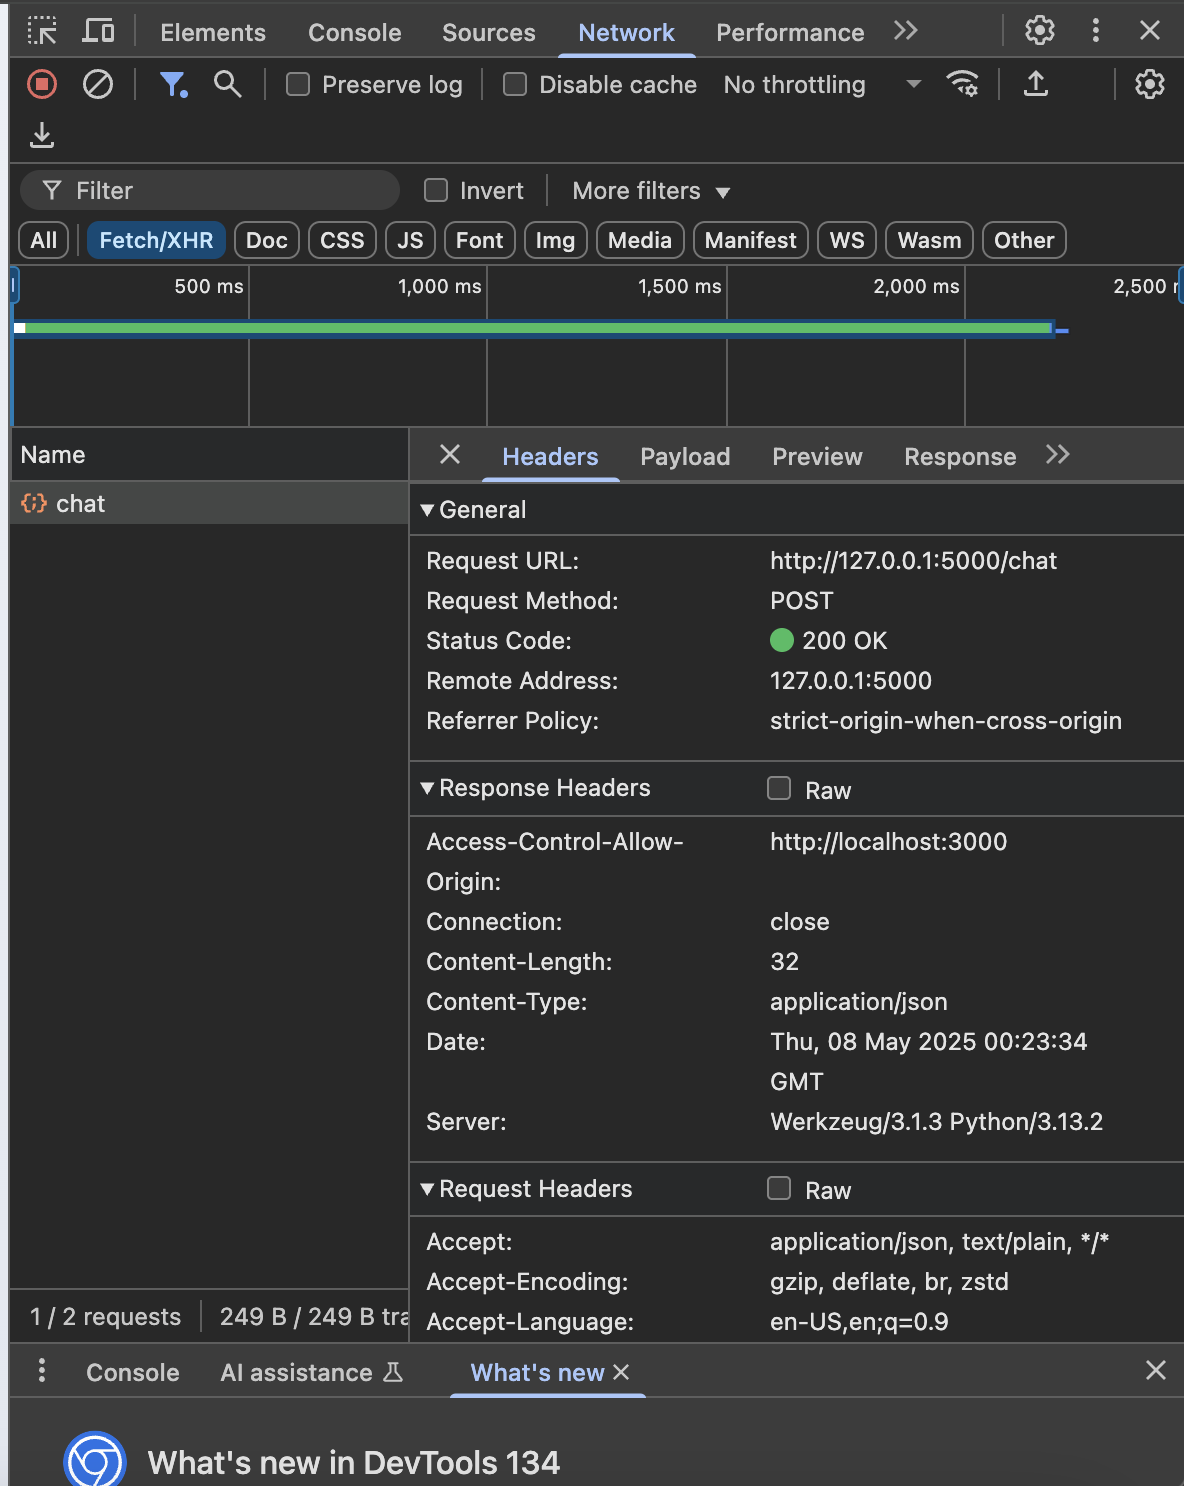 Elements Console Sources Network Performance
Preserve log Disable cache No throttling
Filter Invert More filters
All Fetch/XHR Doc CSS JS Font Img Media Manifest WS Wasm Other
500 ms 1,000 ms 1,500 ms 2,000 ms 2,500
Name
chat
Headers Payload Preview Response
General
Request URL: http://127.0.0.1:5000/chat
Request Method: POST
Status Code: 200 OK
Remote Address: 127.0.0.1:5000
Referrer Policy: strict-origin-when-cross-origin
Response Headers Raw
Access-Control-Allow- http://localhost:3000
Origin:
Connection: close
Content-Length: 32
Content-Type: application/json
Date: Thu, 08 May 2025 00:23:34
GMT
Server: Werkzeug/3.1.3 Python/3.13.2
Request Headers Raw
Accept: application/json, text/plain, */*
Accept-Encoding: gzip, deflate, br, zstd
Accept-Language: en-US,en;q=0.9
1 / 2 requests 249 B / 249 B tra
Console AI assistance What's new
What's new in DevTools 134